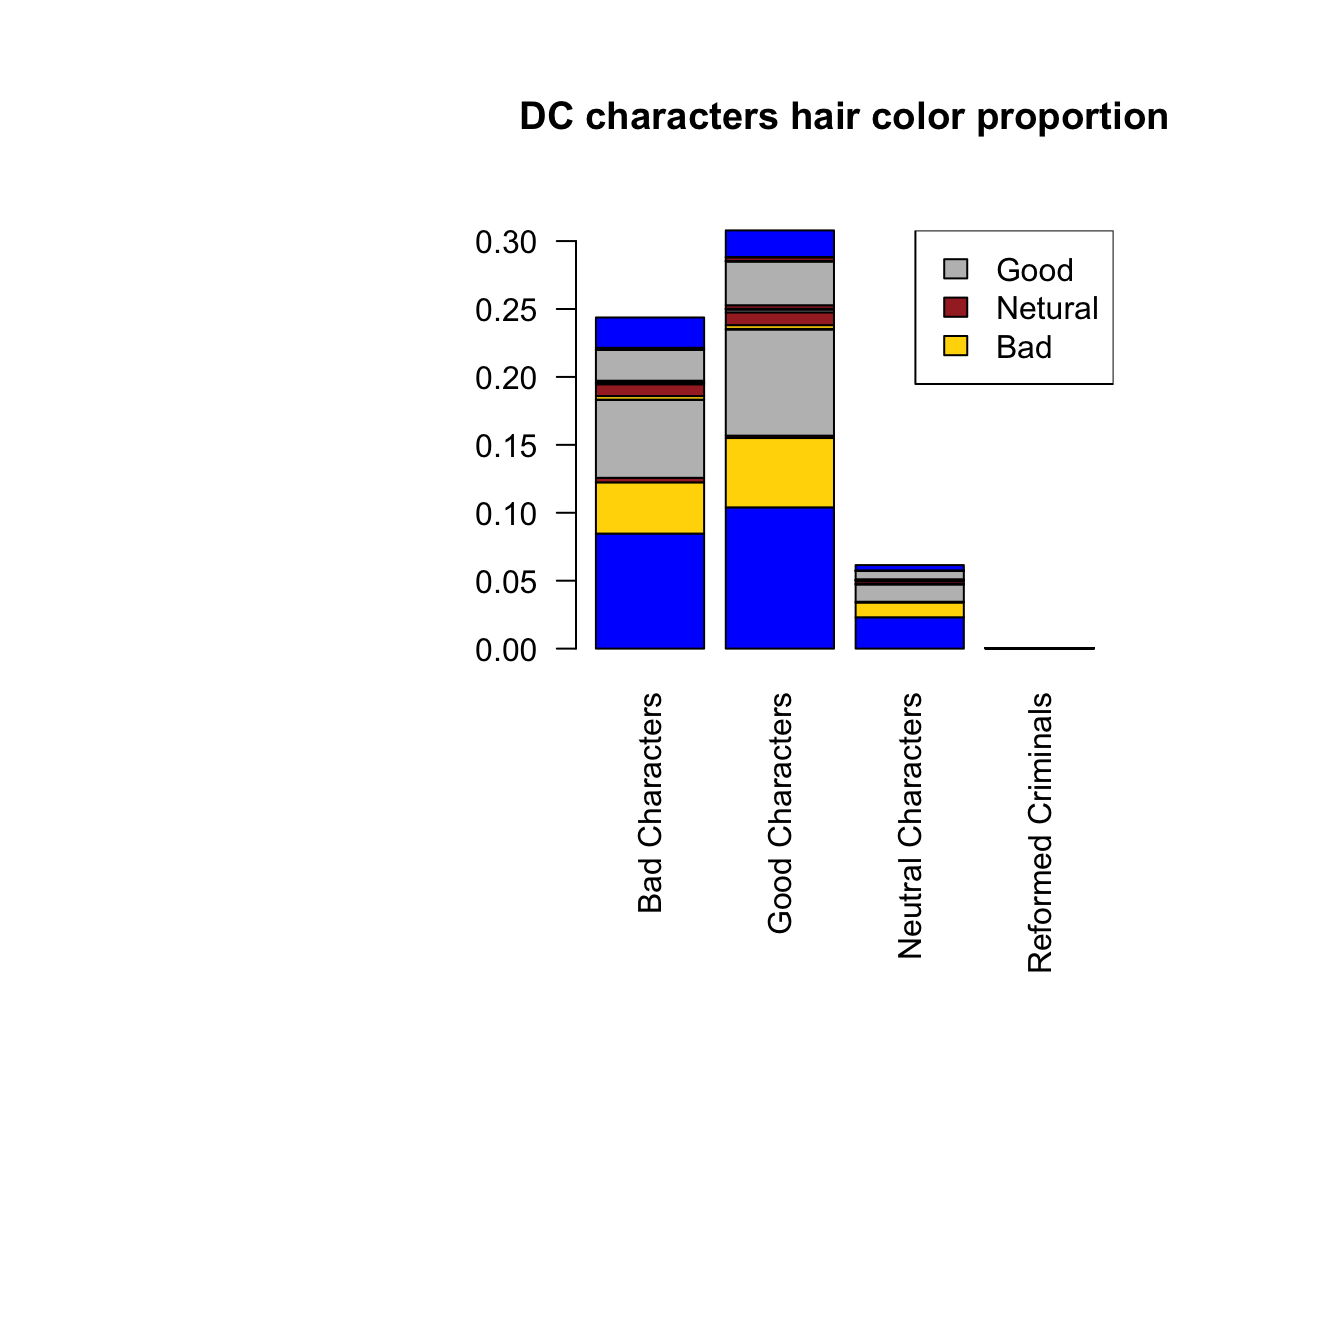 DC characters hair color proportion
0.30
0.25
0.20
0.15
0.10
0.05
0.00
Good
Netural
Bad
Bad Characters
Good Characters
Neutral Characters
Reformed Criminals